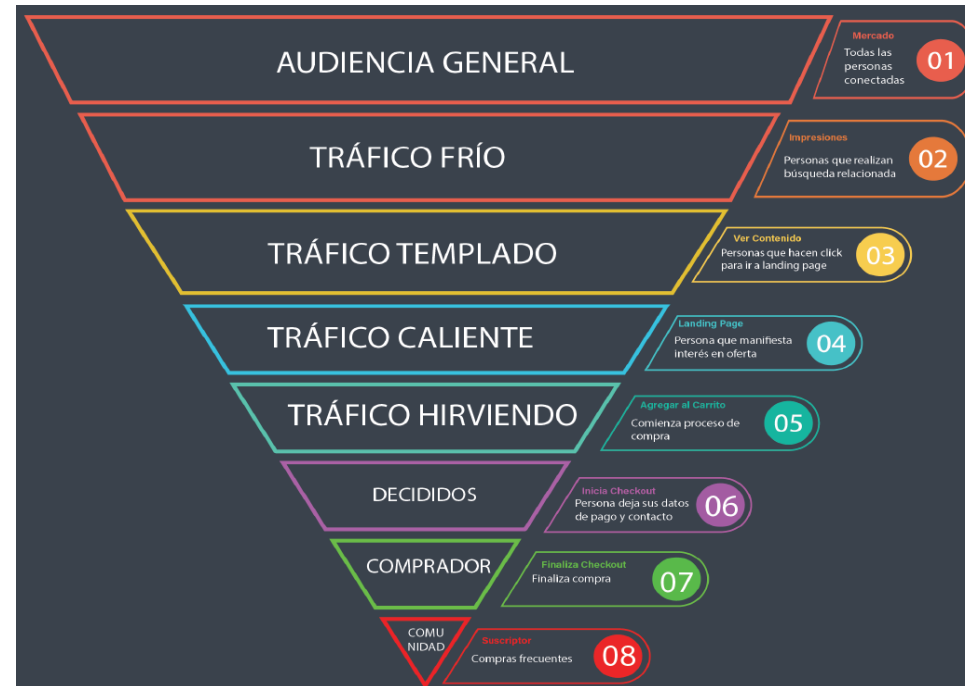 AUDIENCIA GENERAL
Mercado
Todas las
personas
conectadas
01
TRÁFICO FRÍO
Impresiones
Personas que realizan
búsqueda relacionada
02
TRÁFICO TEMPLADO
Ver Contenido
Personas que hacen click
para ir a landing page
03
TRÁFICO CALIENTE
Landing Page
Persona que manifiesta
interés en oferta
04
TRÁFICO HIRVIENDO
Agregar al Carrito
Comienza proceso de
compra
05
DECIDIDOS
Inicia Checkout
Persona deja sus datos
de pago y contacto
06
COMPRADOR
Finaliza Checkout
Finaliza compra
07
COMU
NIDAD
Suscriptor
Compras frecuentes
08